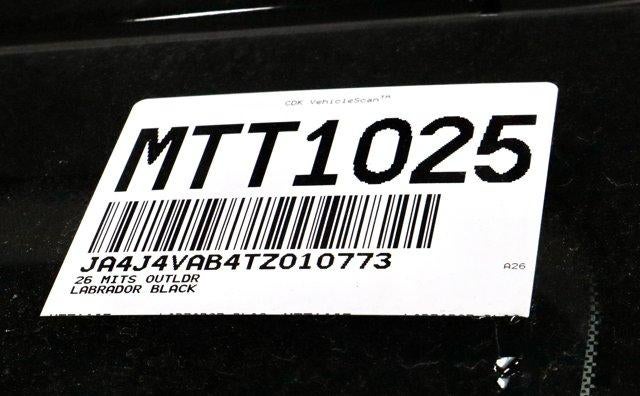 CDK VehicleScan™
MTT1025
JA4J4VAB4TZ010773
26 MITS OUTLDR
A26
LABRADOR BLACK